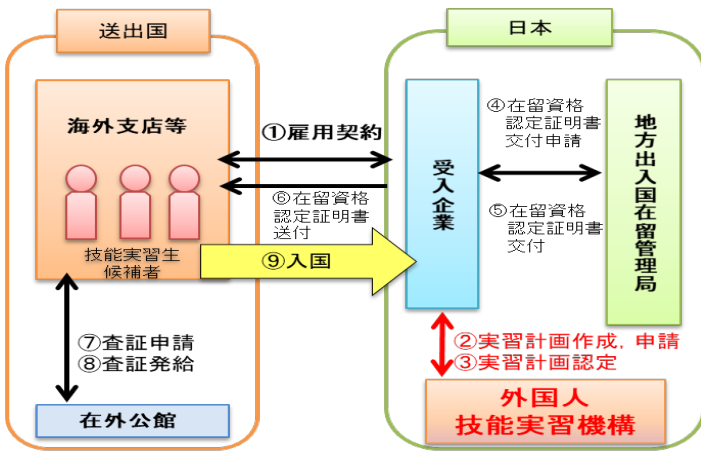 送出国
海外支店等
技能実習生
候補者
⑦査証申請
⑧査証発給
在外公館
①雇用契約
⑥在留資格
認定証明書
送付
⑨入国
日本
受入企業
④在留資格
認定証明書
交付申請
⑤在留資格
認定証明書
交付
地方出入国在留管理局
②実習計画作成，申請
③実習計画認定
外国人
技能実習機構